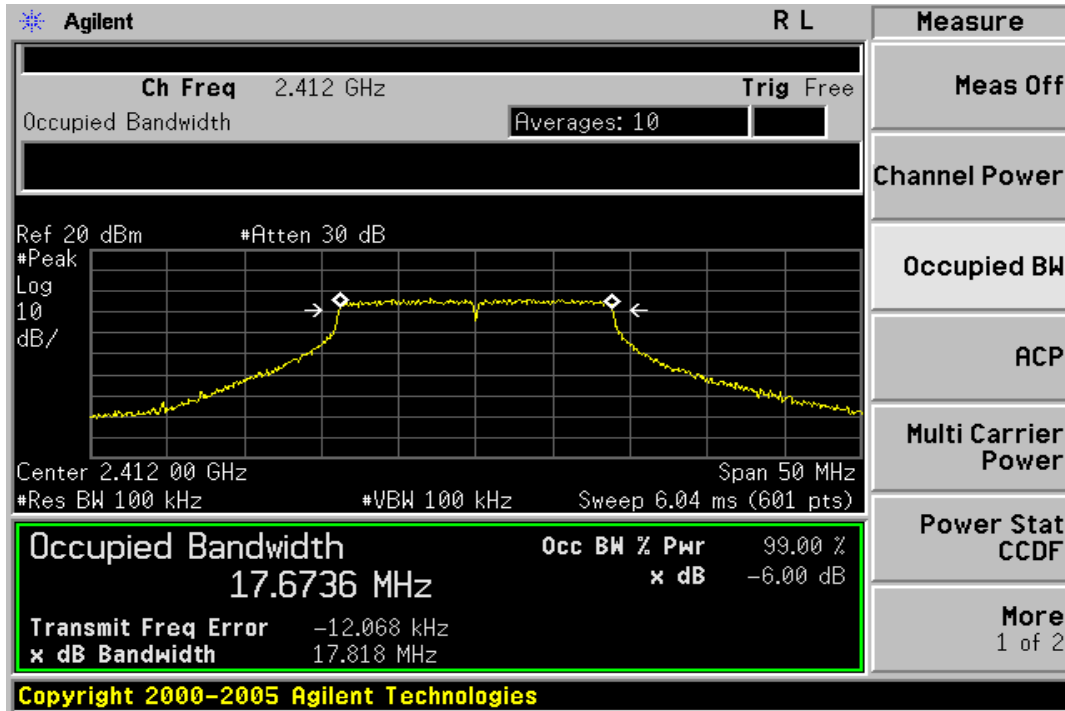 Agilent R L
Ch Freq 2.412 GHz Trig Free
Occupied Bandwidth Averages: 10
Ref 20 dBm #Atten 30 dB
#Peak
Log
10
dB/
Center 2.412 00 GHz Span 50 MHz
#Res BW 100 kHz #VBW 100 kHz Sweep 6.04 ms (601 pts)
Occupied Bandwidth Occ BW % Pwr 99.00 %
17.6736 MHz x dB -6.00 dB
Transmit Freq Error -12.068 kHz
x dB Bandwidth 17.818 MHz
Copyright 2000-2005 Agilent Technologies
Measure
Meas Off
Channel Power
Occupied BW
ACP
Multi Carrier
Power
Power Stat
CCDF
More
1 of 2